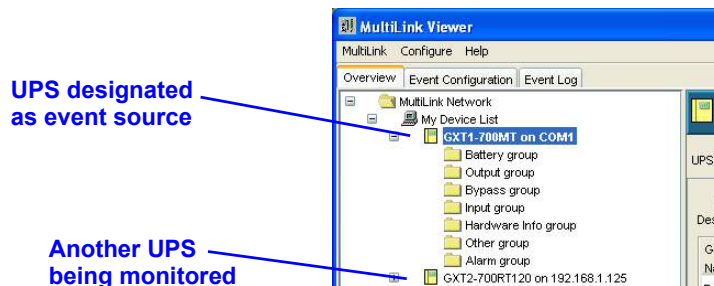 MultiLink Viewer
MultiLink Configure Help
Overview Event Configuration Event Log
UPS designated
as event source
MultiLink Network
My Device List
GXT1-700MT on COM1
Battery group
Output group
Bypass group
Input group
Hardware Info group
Other group
Alarm group
GXT2-700RT120 on 192.168.1.125
Another UPS
being monitored
UPS
Des
G